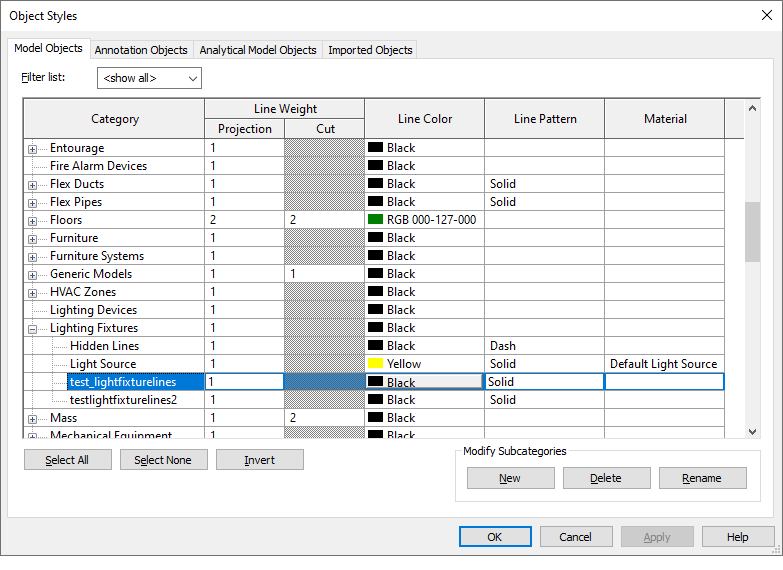 Object Styles
Model Objects Annotation Objects Analytical Model Objects Imported Objects
Filter list: <show all>
Category Line Weight Line Color Line Pattern Material
Projection Cut
Entourage 1 Black
Fire Alarm Devices 1 Black
Flex Ducts 1 Black Solid
Flex Pipes 1 Black Solid
Floors 2 2 RGB 000-127-000
Furniture 1 Black
Furniture Systems 1 Black
Generic Models 1 1 Black
HVAC Zones 1 Black
Lighting Devices 1 Black
Lighting Fixtures 1 Black
Hidden Lines 1 Black Dash
Light Source 1 Yellow Solid Default Light Source
test_lightfixturelines 1 Black Solid
testlightfixturelines2 1 Black Solid
Mass 1 2 Black
Mechanical Equipment 1 Black
Select All Select None Invert
Modify Subcategories
New Delete Rename
OK Cancel Apply Help